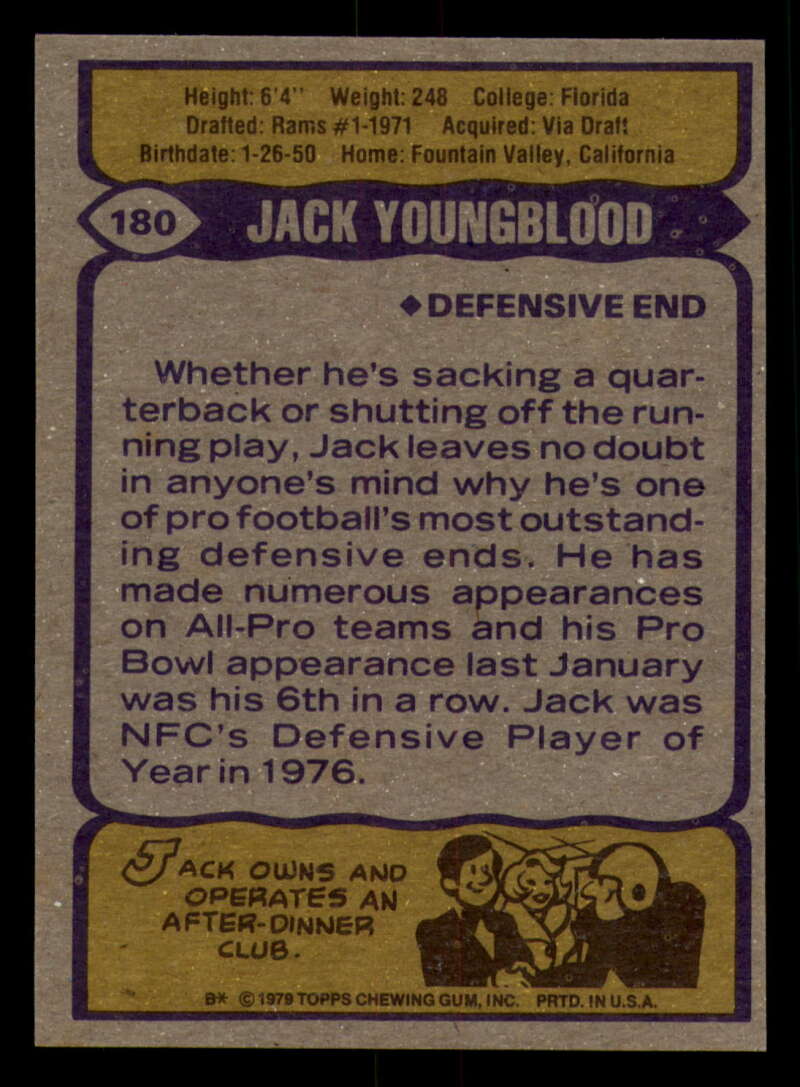 Height: 6'4" Weight: 248 College: Florida
Drafted: Rams #1-1971 Acquired: Via Draft
Birthdate: 1-26-50 Home: Fountain Valley, California
180 JACK YOUNGBLOOD
◆ DEFENSIVE END
Whether he's sacking a quar-
terback or shutting off the run-
ning play, Jack leaves no doubt
in anyone's mind why he's one
of pro football's most outstand-
ing defensive ends. He has
made numerous appearances
on All-Pro teams and his Pro
Bowl appearance last January
was his 6th in a row. Jack was
NFC's Defensive Player of
Year in 1976.
JACK OWNS AND
OPERATES AN
AFTER-DINNER
CLUB.
B* © 1979 TOPPS CHEWING GUM, INC. PRTD. IN U.S.A.